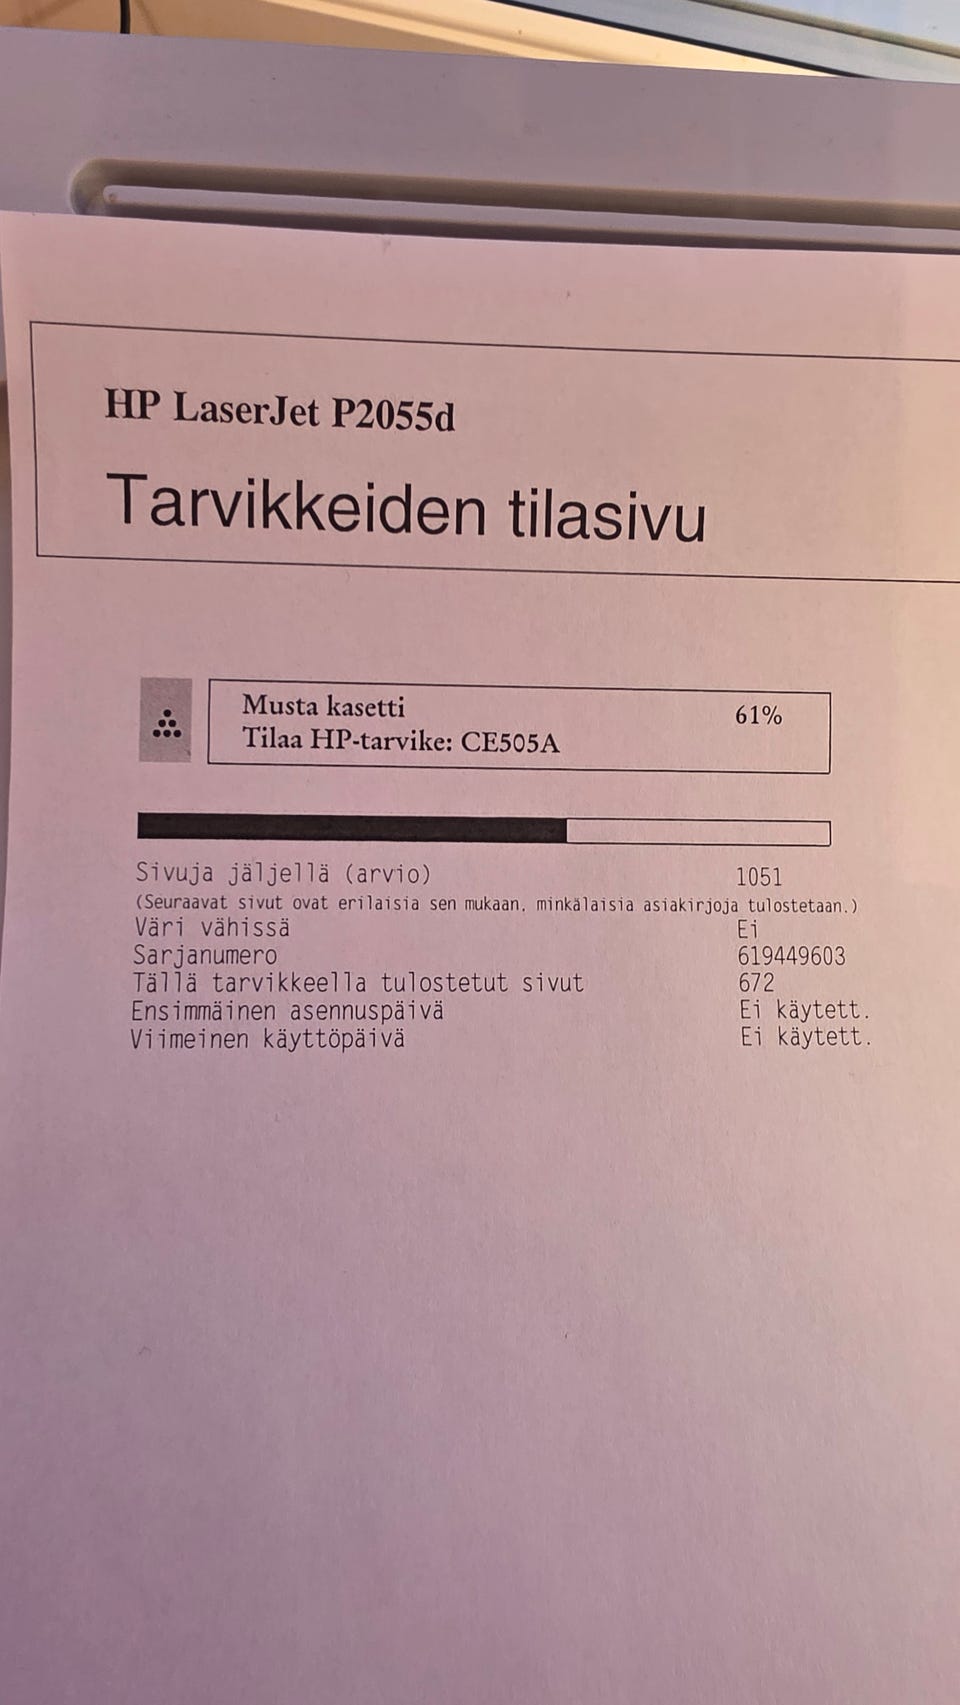 HP LaserJet P2055d
Tarvikkeiden tilasivu
Musta kasetti 61%
Tilaa HP-tarvike: CE505A
Sivuja jäljellä (arvio) 1051
(Seuraavat sivut ovat erilaisia sen mukaan, minkälaisia asiakirjoja tulostetaan.)
Väri vähissä Ei
Sarjanumero 619449603
Tällä tarvikkeella tulostetut sivut 672
Ensimmäinen asennuspäivä Ei käytett.
Viimeinen käyttöpäivä Ei käytett.